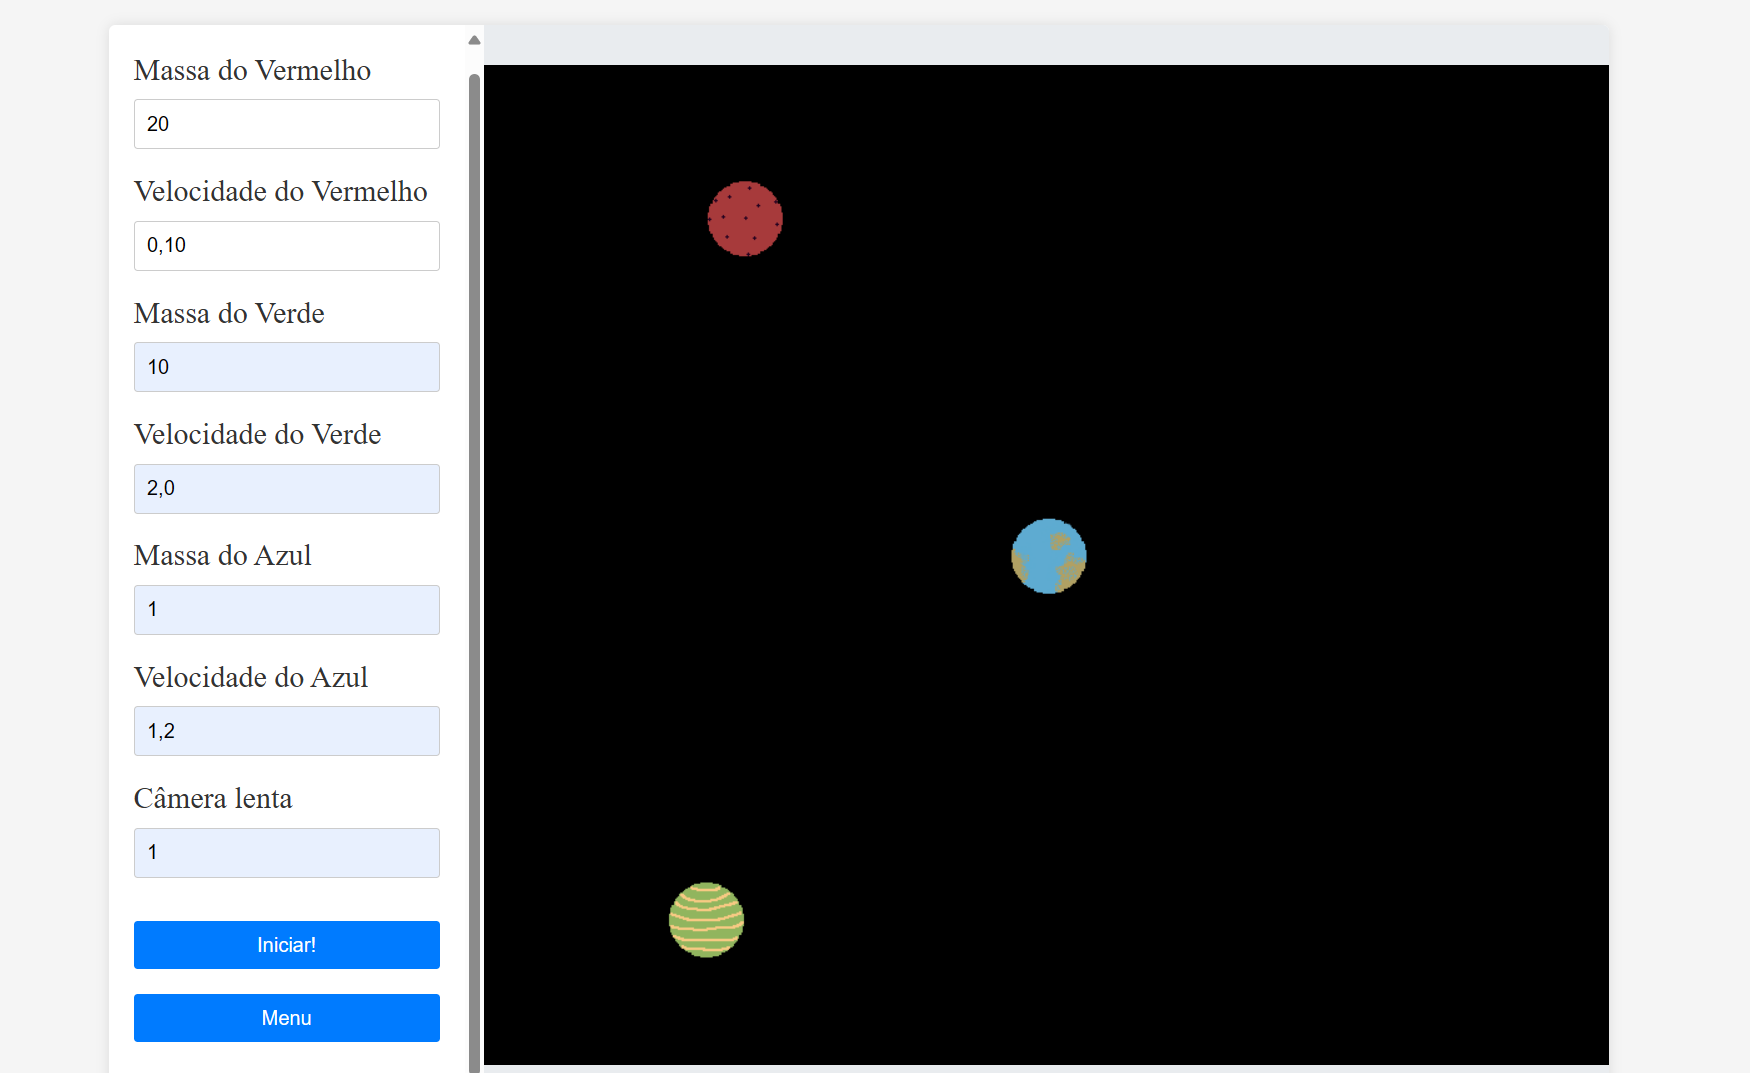 Massa do Vermelho
20
Velocidade do Vermelho
0,10
Massa do Verde
10
Velocidade do Verde
2,0
Massa do Azul
1
Velocidade do Azul
1,2
Câmera lenta
1
Iniciar!
Menu